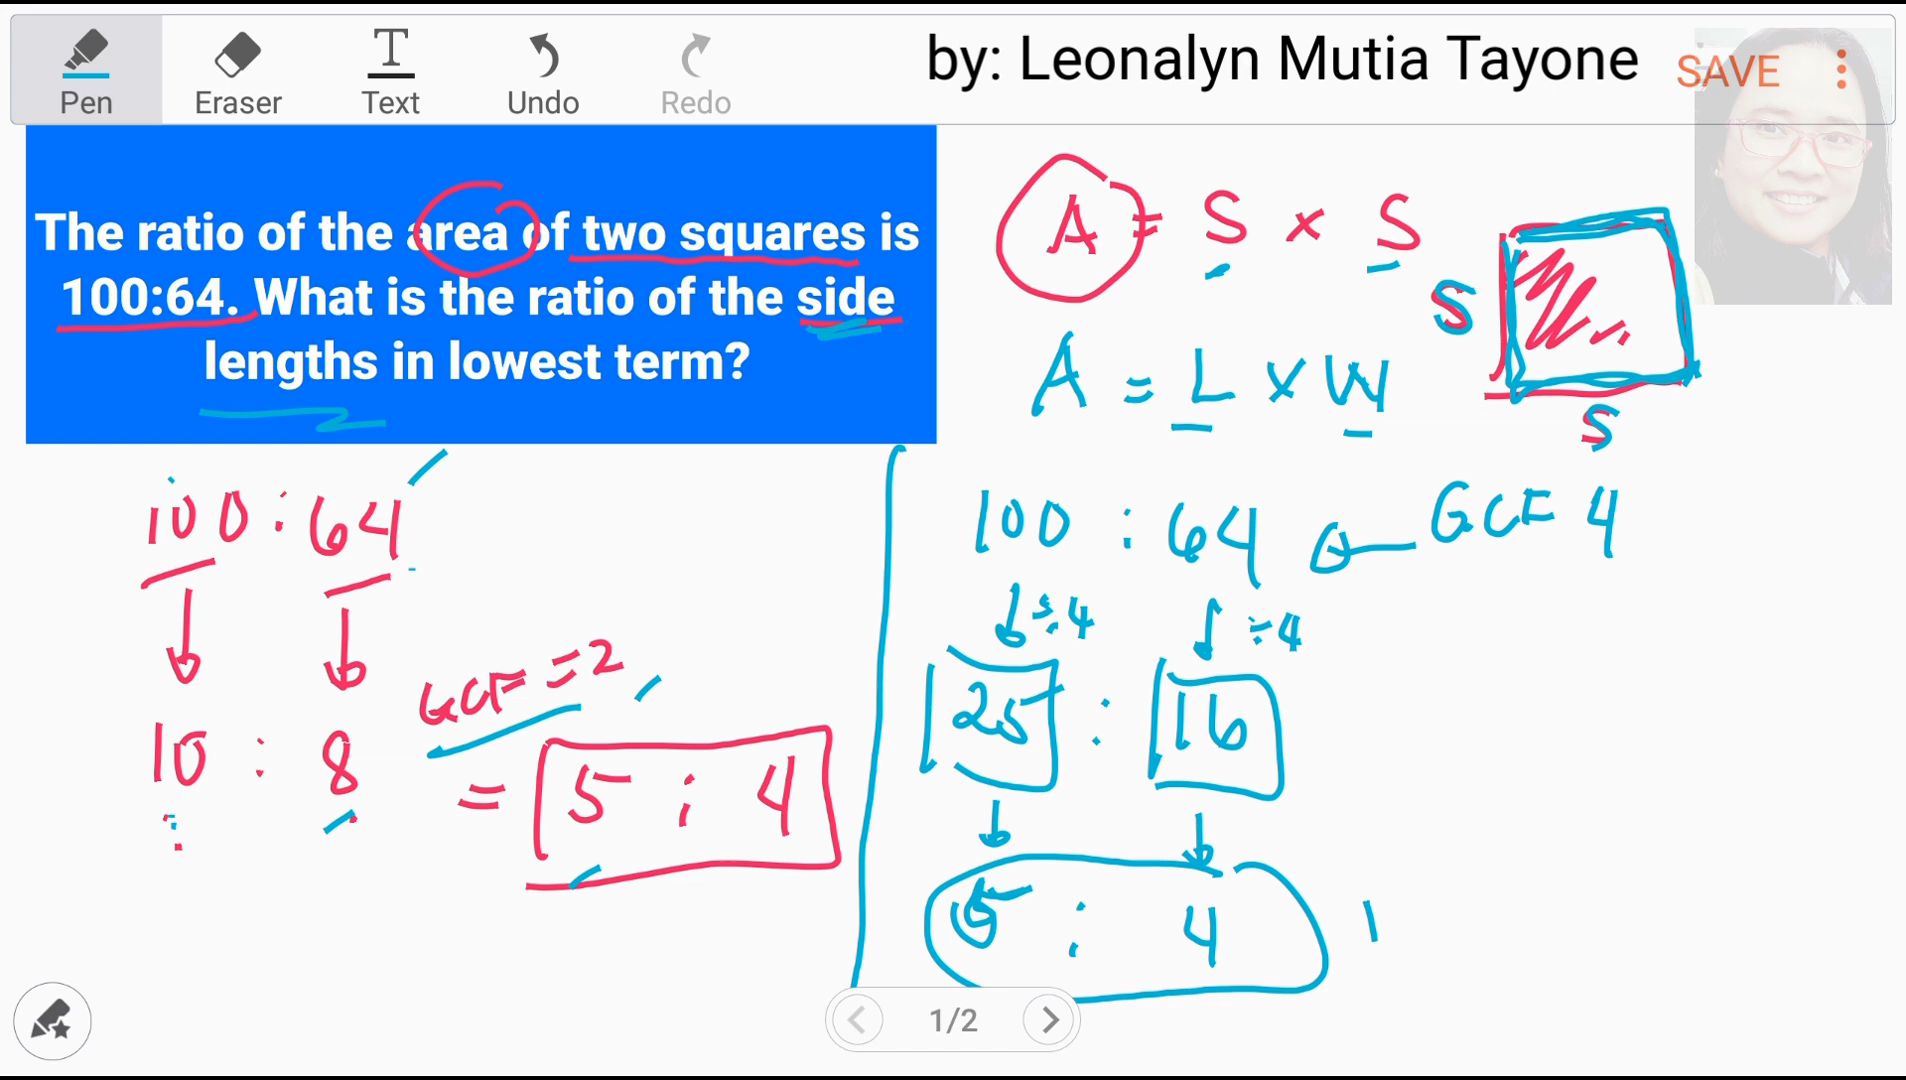 Pen Eraser Text Undo Redo
by: Leonalyn Mutia Tayone
SAVE
The ratio of the area of two squares is
100:64. What is the ratio of the side
lengths in lowest term?
A = S x S
S
S
A = L x W
100 : 64
10 : 8
GCF = 2
= 5 : 4
100 : 64 GCF 4
÷4 ÷4
25 : 16
5 : 4
1/2